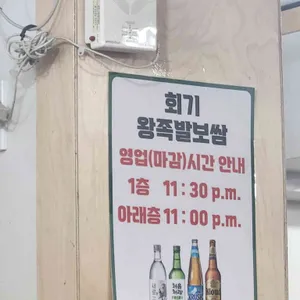 회기
왕족발보쌈
영업(마감)시간 안내
1층 11 : 30 p.m.
아래층 11 : 00 p.m.